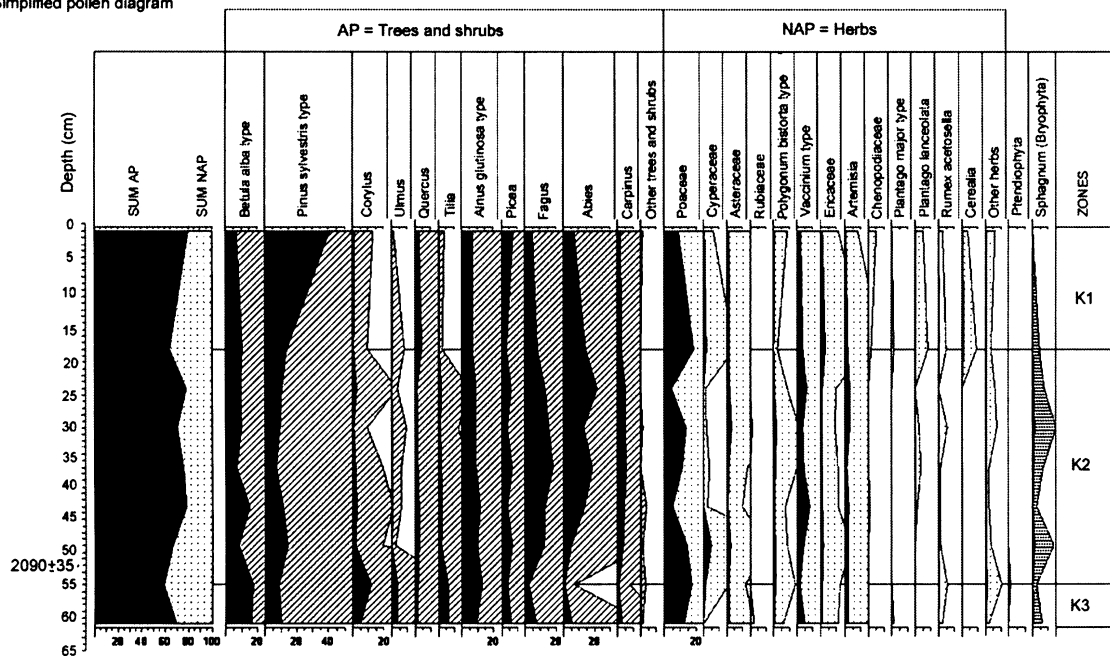 Simplified pollen diagram
AP = Trees and shrubs
NAP = Herbs
Depth (cm)
SUM AP
SUM NAP
Betula alba type
Pinus sylvestris type
Corylus
Ulmus
Quercus
Tilia
Alnus glutinosa type
Picea
Fagus
Abies
Carpinus
Other trees and shrubs
Poaceae
Cyperaceae
Asteraceae
Rubiaceae
Polygonum bistorta type
Vaccinium type
Ericaceae
Artemisia
Chenopodiaceae
Plantago major type
Plantago lanceolata
Rumex acetosella
Cerealia
Other herbs
Pteridiophyta
Sphagnum (Bryophyta)
ZONES
0
5
10
15
20
25
30
35
40
45
50
2090±35
55
60
65
K1
K2
K3
20 40 60 80 100
20
20 40
20
20
20
20
20